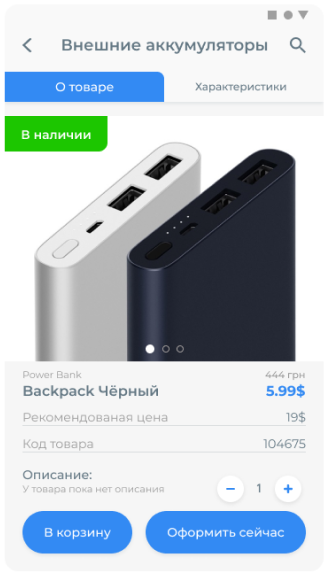 Внешние аккумуляторы
О товаре
Характеристики
В наличии
Power Bank
444 грн
Backpack Чёрный
5.99$
Рекомендованая цена
19$
Код товара
104675
Описание:
У товара пока нет описания
1
В корзину
Оформить сейчас